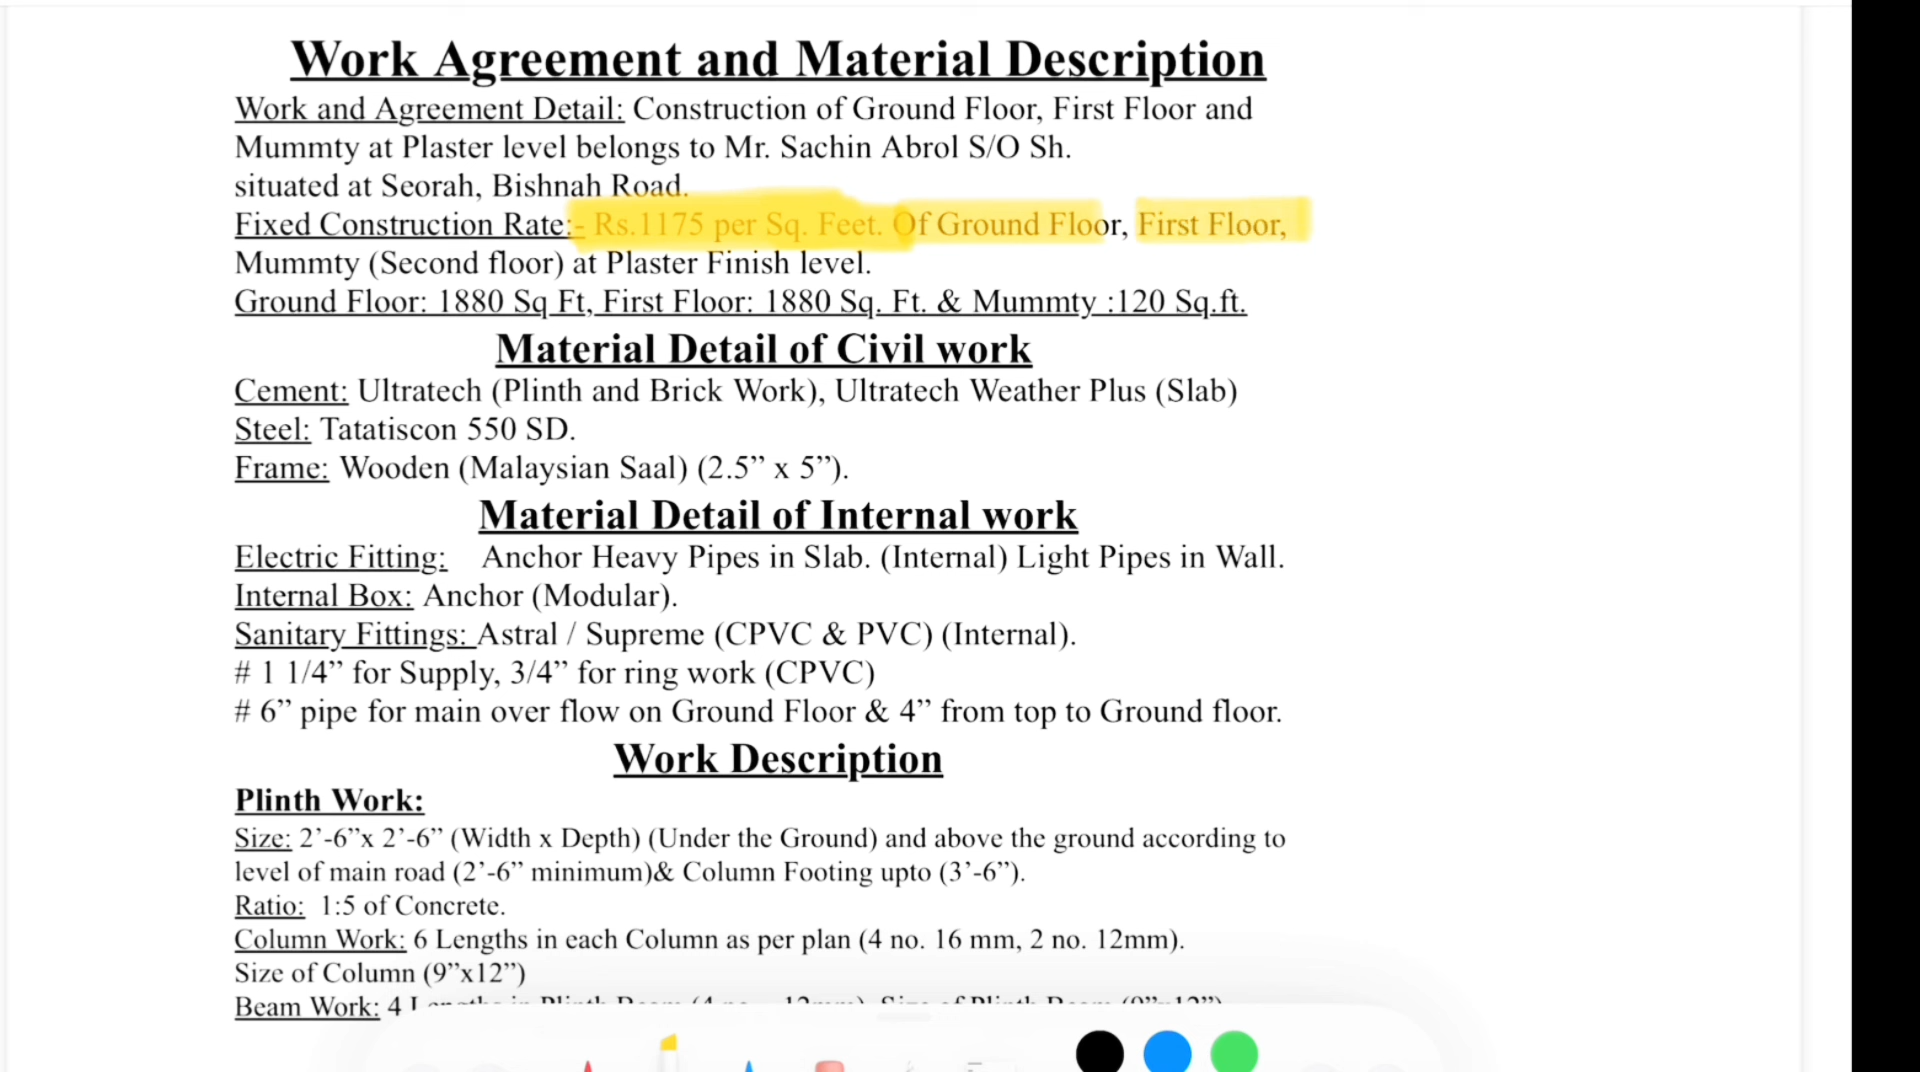 Work Agreement and Material Description
Work and Agreement Detail: Construction of Ground Floor, First Floor and
Mummty at Plaster level belongs to Mr. Sachin Abrol S/O Sh.
situated at Seorah, Bishnah Road.
Fixed Construction Rate:- Rs.1175 per Sq. Feet. Of Ground Floor, First Floor,
Mummty (Second floor) at Plaster Finish level.
Ground Floor: 1880 Sq Ft, First Floor: 1880 Sq. Ft. & Mummty :120 Sq.ft.
Material Detail of Civil work
Cement: Ultratech (Plinth and Brick Work), Ultratech Weather Plus (Slab)
Steel: Tatatiscon 550 SD.
Frame: Wooden (Malaysian Saal) (2.5” x 5”).
Material Detail of Internal work
Electric Fitting: Anchor Heavy Pipes in Slab. (Internal) Light Pipes in Wall.
Internal Box: Anchor (Modular).
Sanitary Fittings: Astral / Supreme (CPVC & PVC) (Internal).
# 1 1/4” for Supply, 3/4” for ring work (CPVC)
# 6” pipe for main over flow on Ground Floor & 4” from top to Ground floor.
Work Description
Plinth Work:
Size: 2’-6”x 2’-6” (Width x Depth) (Under the Ground) and above the ground according to
level of main road (2’-6” minimum)& Column Footing upto (3’-6”).
Ratio: 1:5 of Concrete.
Column Work: 6 Lengths in each Column as per plan (4 no. 16 mm, 2 no. 12mm).
Size of Column (9”x12”)
Beam Work: 4